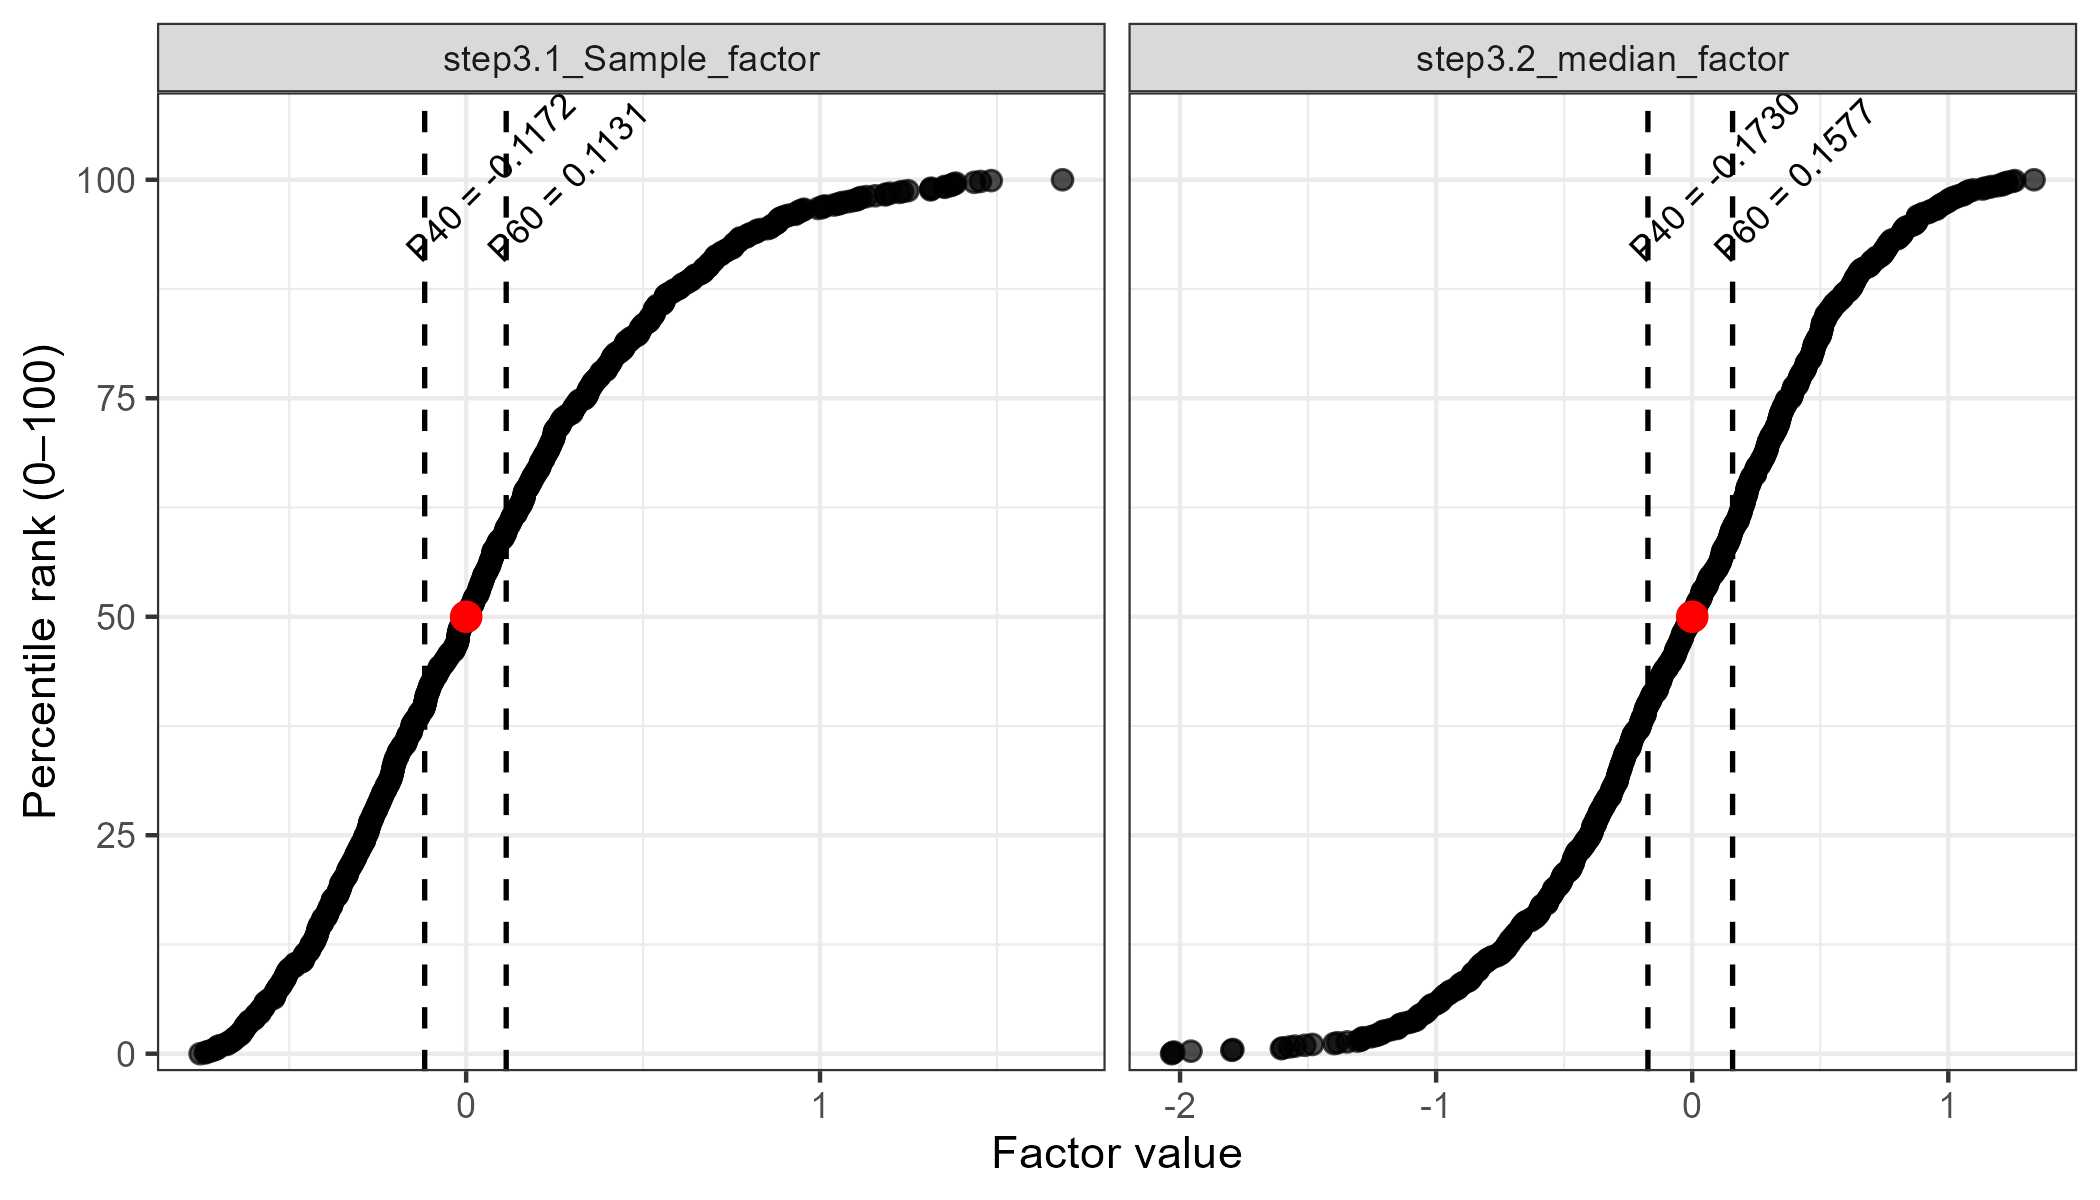 step3.1_Sample_factor
step3.2_median_factor
P40 = -0.1172
P60 = 0.1131
P40 = -0.1730
P60 = 0.1577
Percentile rank (0–100)
100
75
50
25
0
0
1
-2
-1
0
1
Factor value